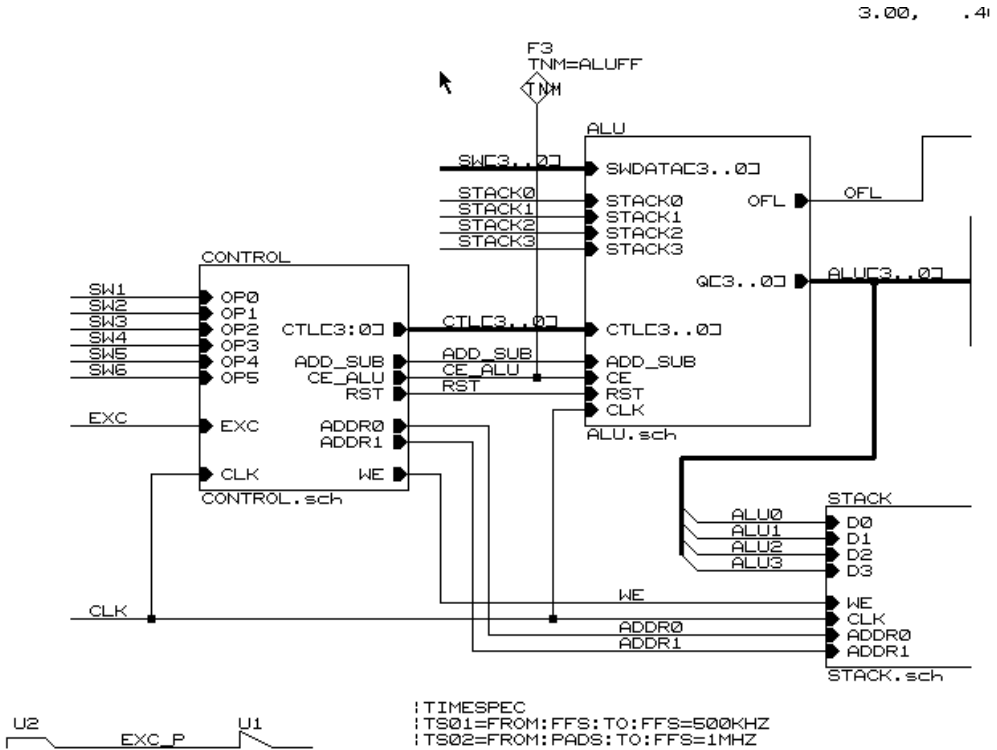 3.00, .4
F3
TNM=ALUFF
TNM
ALU
SW[3..0]
SWDATA[3..0]
STACK0
STACK0
OFL
OFL
STACK1
STACK1
STACK2
STACK2
STACK3
STACK3
CONTROL
Q[3..0]
ALU[3..0]
SW1
OP0
SW2
OP1
SW3
OP2
CTL[3:0]
CTL[3..0]
CTL[3..0]
SW4
OP3
SW5
OP4
ADD_SUB
ADD_SUB
ADD_SUB
SW6
OP5
CE_ALU
CE_ALU
CE
RST
RST
RST
CLK
EXC
EXC
ADDR0
ADDR1
ALU.sch
CLK
WE
CONTROL.sch
STACK
ALU0
D0
ALU1
D1
ALU2
D2
ALU3
D3
WE
WE
CLK
CLK
ADDR0
ADDR0
ADDR1
ADDR1
STACK.sch
U2
EXC_P
U1
|TIMESPEC
|TS01=FROM:FFS:TO:FFS=500KHZ
|TS02=FROM:PADS:TO:FFS=1MHZ